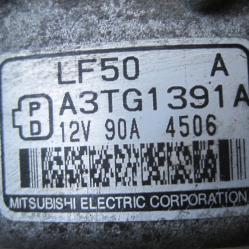 LF50 A
P D A3TG1391A
12V 90A 4506
MITSUBISHI ELECTRIC CORPORATION